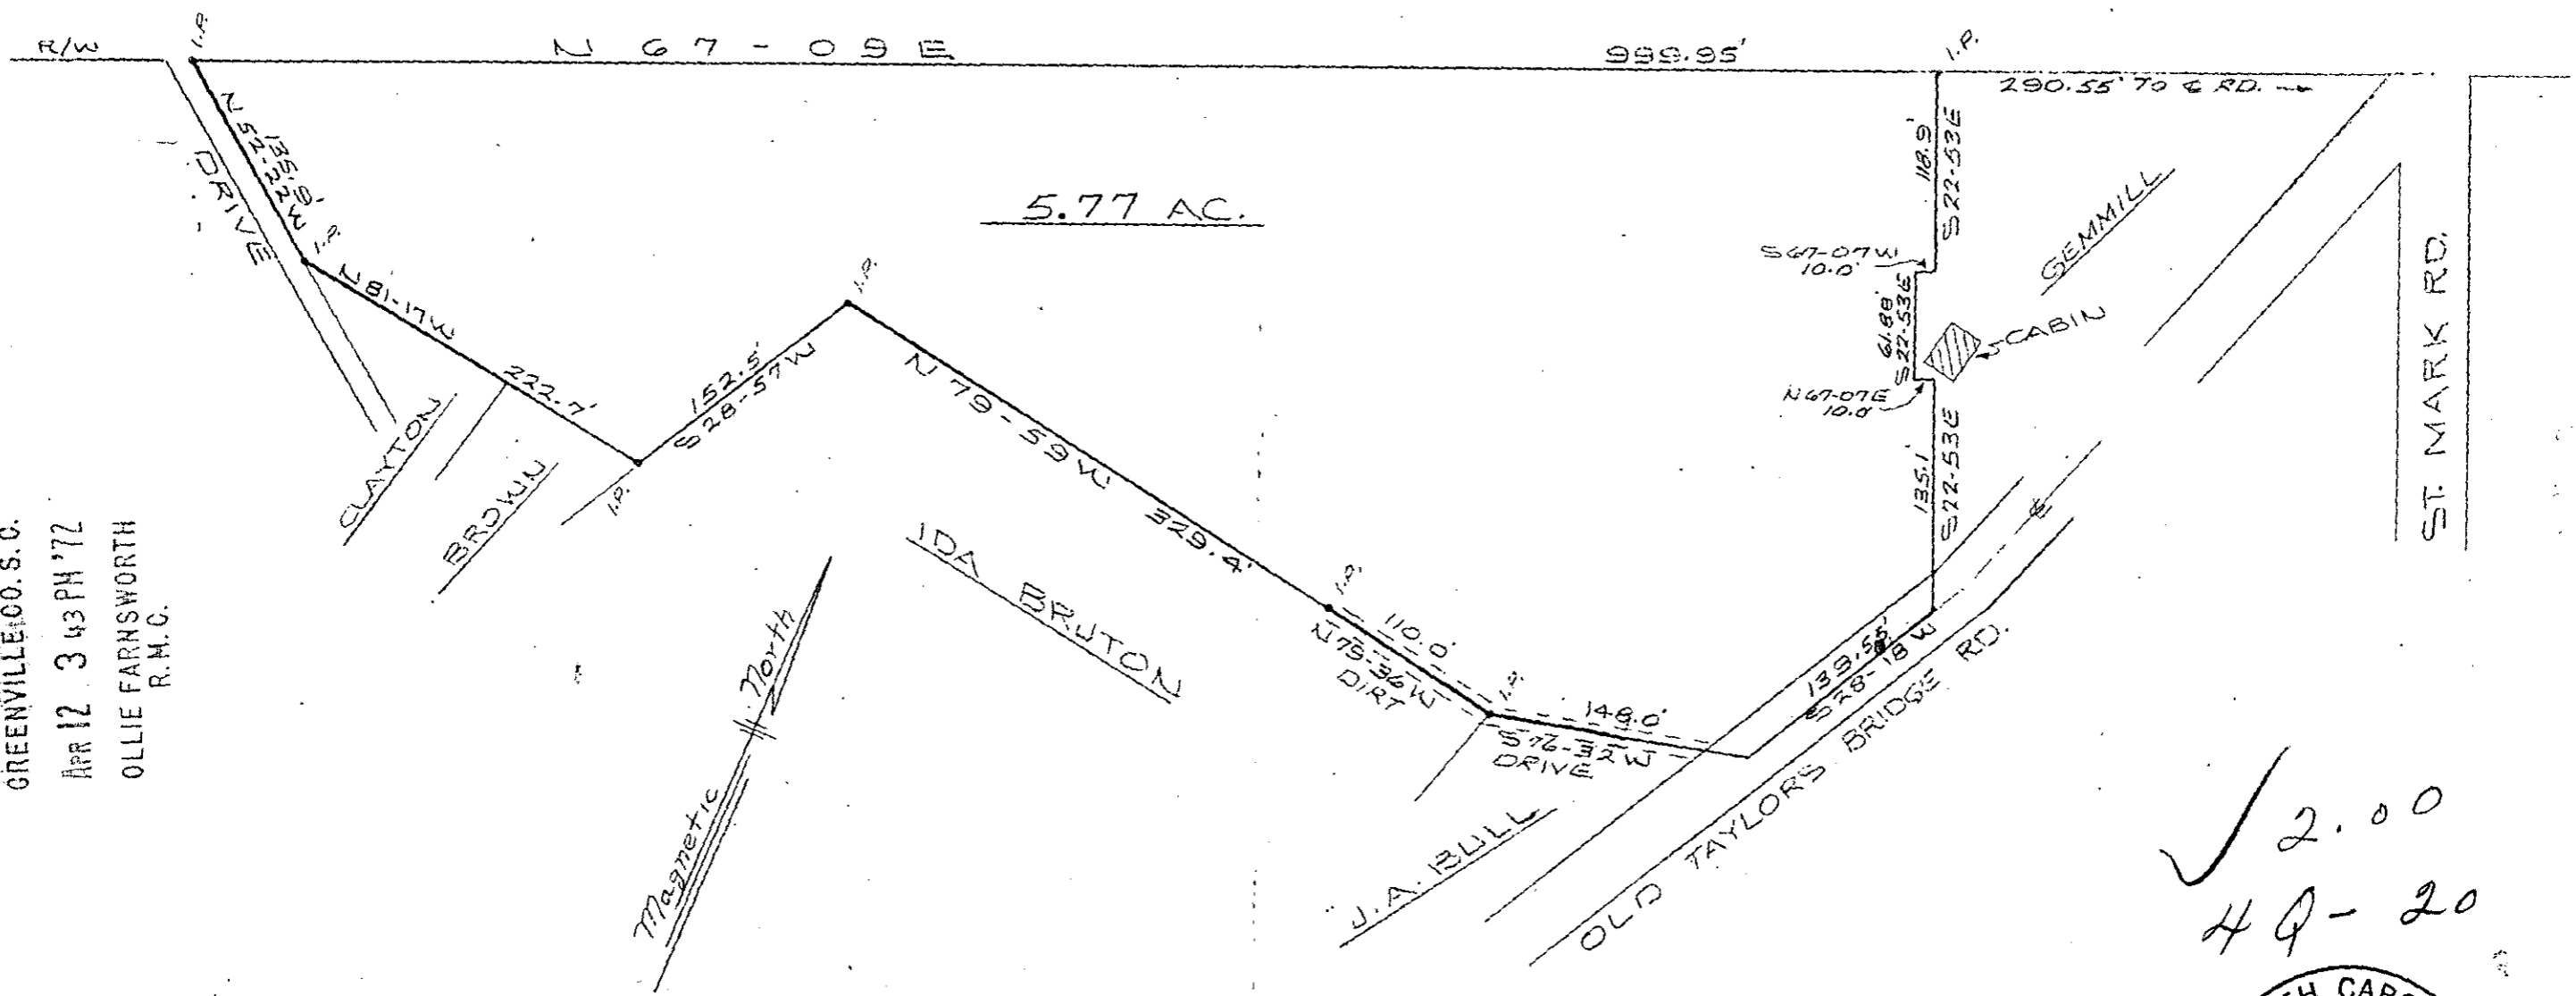 R/W
I.P.
N 67 - 09 E
999.95'
I.P.
290.55' TO ℄ RD.
N 52-22 W
135.9'
DRIVE
I.P.
N 81-17 W
222.7'
I.P.
152.5'
S 28-57 W
I.P.
5.77 AC.
118.9'
S 22-53 E
S 67-07 W
10.0'
61.88'
S 22-53 E
N 67-07 E
10.0'
CABIN
GEMMILL
135.1
S 22-53 E
ST. MARK RD.
N 79-59 W 329.4'
I.P.
110.0'
N 79-36 W
DIRT
I.P.
148.0'
S 76-32 W
DRIVE
139.55'
S 28-18 W
℄
OLD TAYLORS BRIDGE RD.
CLAYTON
BROWN
IDA BRUTON
J.A. BULL
Magnetic North
GREENVILLE CO. S. C.
APR 12 3 43 PM '72
OLLIE FARNSWORTH
R.M.C.
2.00
4Q - 20